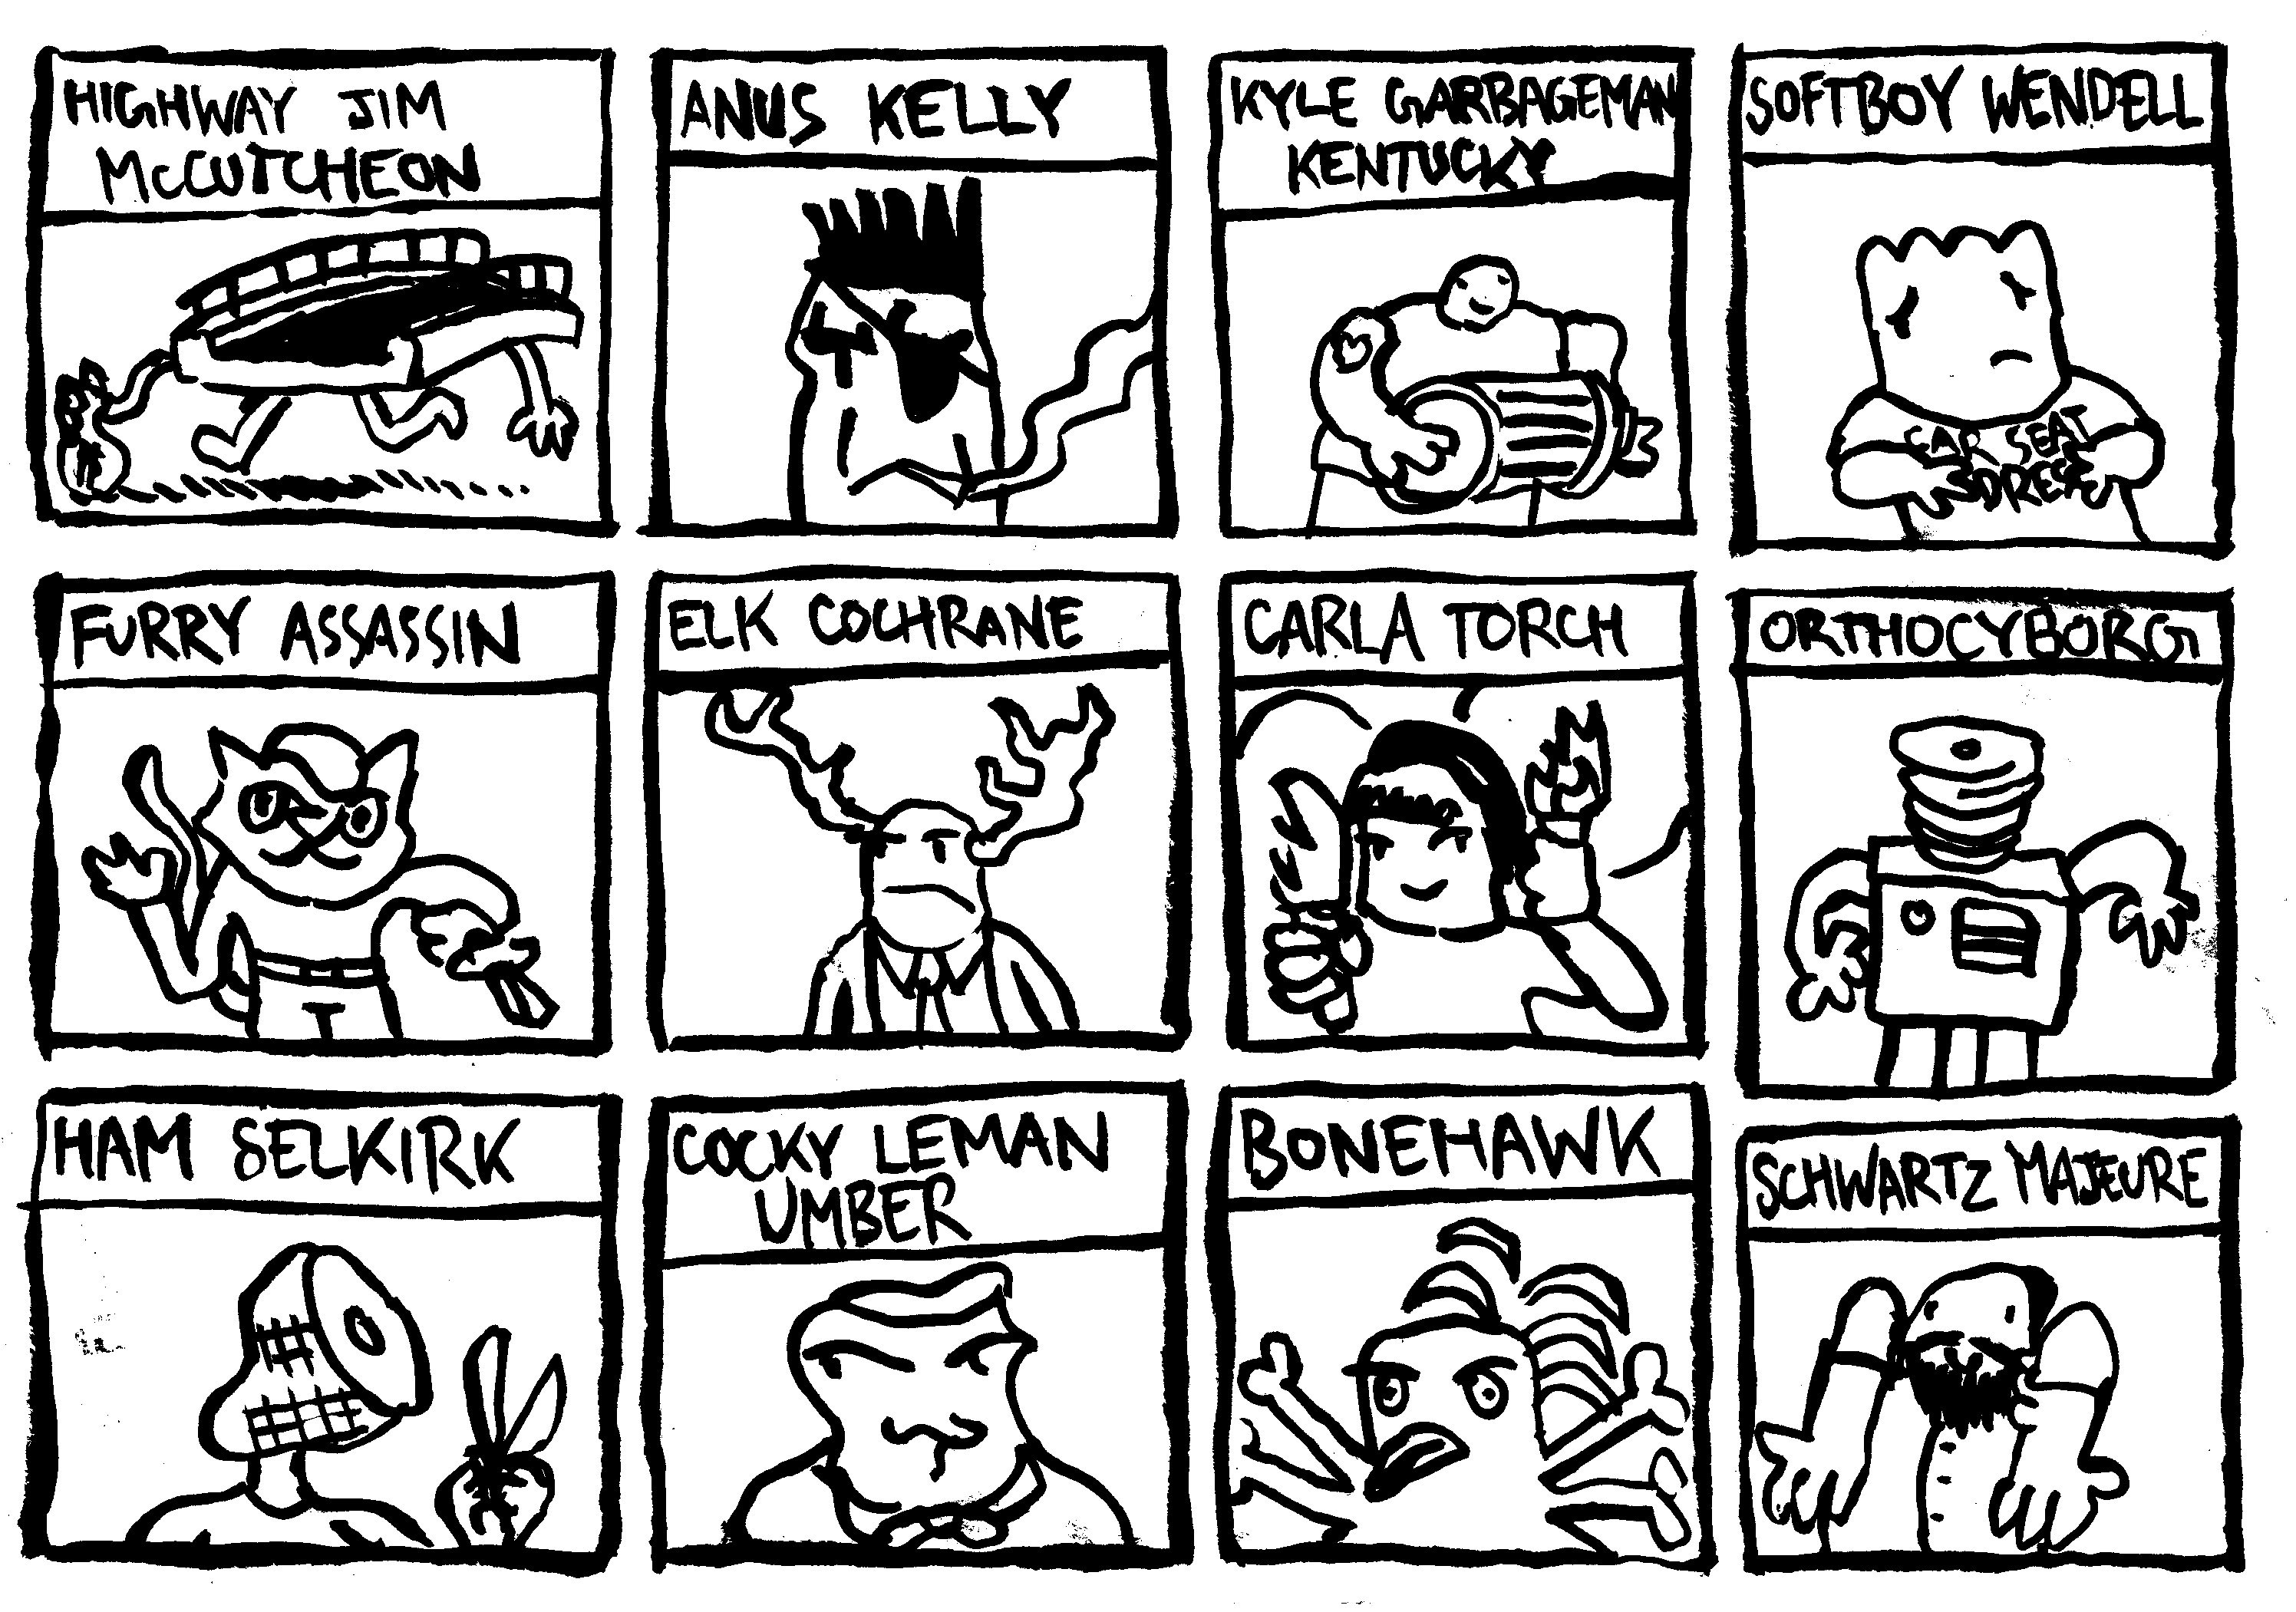 HIGHWAY JIM
McCUTCHEON
ANUS KELLY
KYLE GARBAGEMAN
KENTUCKY
SOFTBOY WENDELL
CAR SEAT
FURRY ASSASSIN
ELK COCHRANE
CARLA TORCH
ORTHOCYBORG
HAM SELKIRK
COCKY LEMAN
UMBER
BONEHAWK
SCHWARTZ MAJEURE